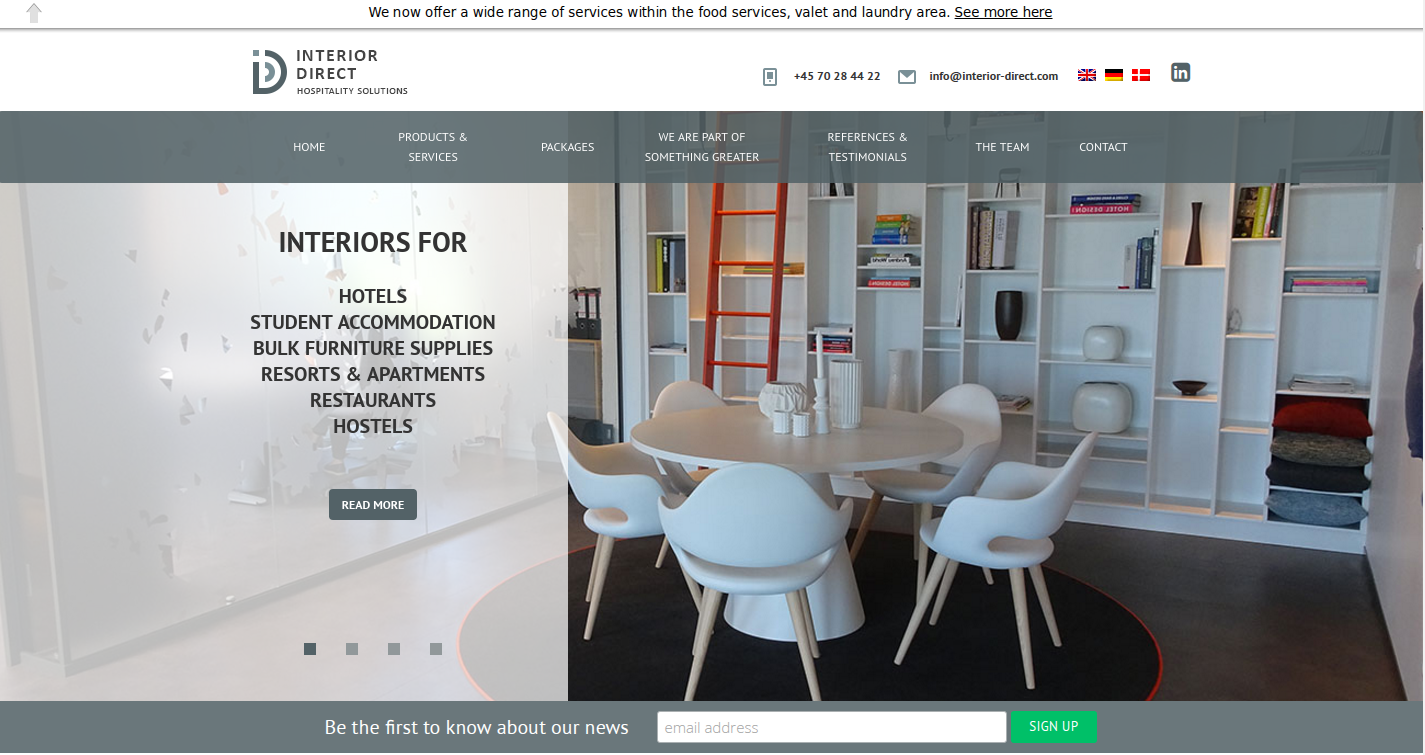 We now offer a wide range of services within the food services, valet and laundry area. See more here
INTERIOR
DIRECT
HOSPITALITY SOLUTIONS
+45 70 28 44 22
info@interior-direct.com
in
HOME
PRODUCTS &
SERVICES
PACKAGES
WE ARE PART OF
SOMETHING GREATER
REFERENCES &
TESTIMONIALS
THE TEAM
CONTACT
INTERIORS FOR
HOTELS
STUDENT ACCOMMODATION
BULK FURNITURE SUPPLIES
RESORTS & APARTMENTS
RESTAURANTS
HOSTELS
READ MORE
Be the first to know about our news
email address
SIGN UP